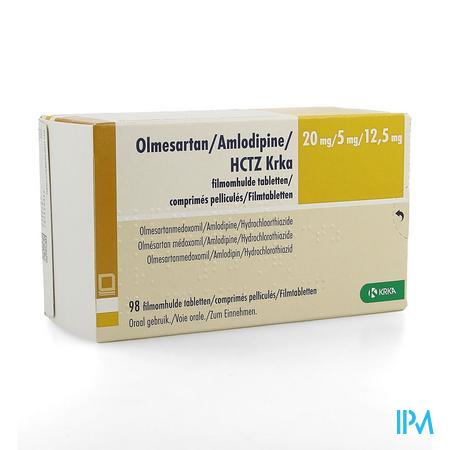 Olmesartan/Amlodipine/
HCTZ Krka
20 mg/5 mg/12,5 mg
filmomhulde tabletten/
comprimés pelliculés/Filmtabletten
Olmesartanmedoxomil/Amlodipine/Hydrochloorthiazide
Olmésartan médoxomil/Amlodipine/Hydrochlorothiazide
Olmesartanmedoxomil/Amlodipin/Hydrochlorothiazid
98 filmomhulde tabletten/comprimés pelliculés/Filmtabletten
Oraal gebruik./Voie orale./Zum Einnehmen.
KRKA
IPM